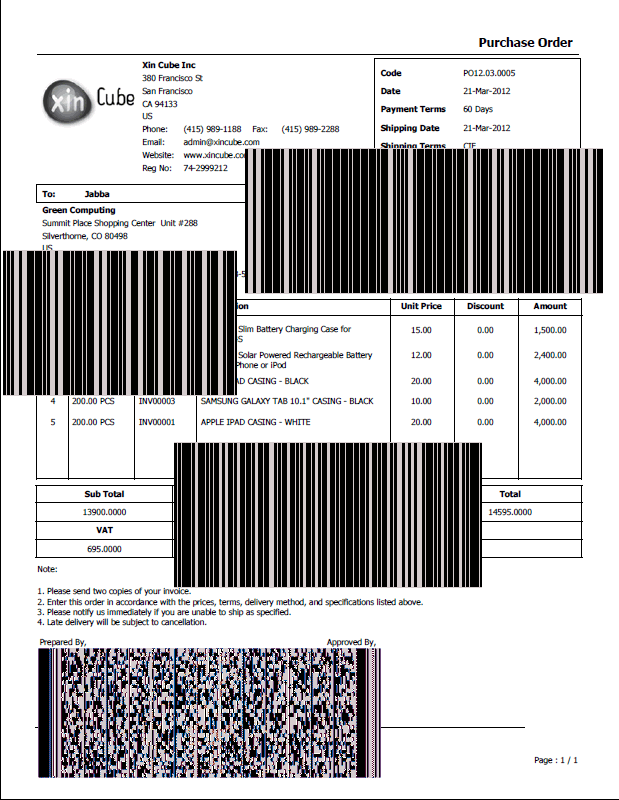 Purchase Order
xin Cube
Xin Cube Inc
380 Francisco St
San Francisco
CA 94133
US
Phone: (415) 989-1188 Fax: (415) 989-2288
Email: admin@xincube.com
Website: www.xincube.co
Reg No: 74-2999212
Code PO12.03.0005
Date 21-Mar-2012
Payment Terms 60 Days
Shipping Date 21-Mar-2012
Shipping Terms CIF
To: Jabba
Green Computing
Summit Place Shopping Center Unit #288
Silverthorne, CO 80498
US
Unit Price Discount Amount
Slim Battery Charging Case for 15.00 0.00 1,500.00
Solar Powered Rechargeable Battery 12.00 0.00 2,400.00
Phone or iPod
CASING - BLACK 20.00 0.00 4,000.00
4 200.00 PCS INV00003 SAMSUNG GALAXY TAB 10.1" CASING - BLACK 10.00 0.00 2,000.00
5 200.00 PCS INV00001 APPLE IPAD CASING - WHITE 20.00 0.00 4,000.00
Sub Total Total
13900.0000 14595.0000
VAT
695.0000
Note:
1. Please send two copies of your invoice.
2. Enter this order in accordance with the prices, terms, delivery method, and specifications listed above.
3. Please notify us immediately if you are unable to ship as specified.
4. Late delivery will be subject to cancellation.
Prepared By, Approved By,
Page : 1 / 1